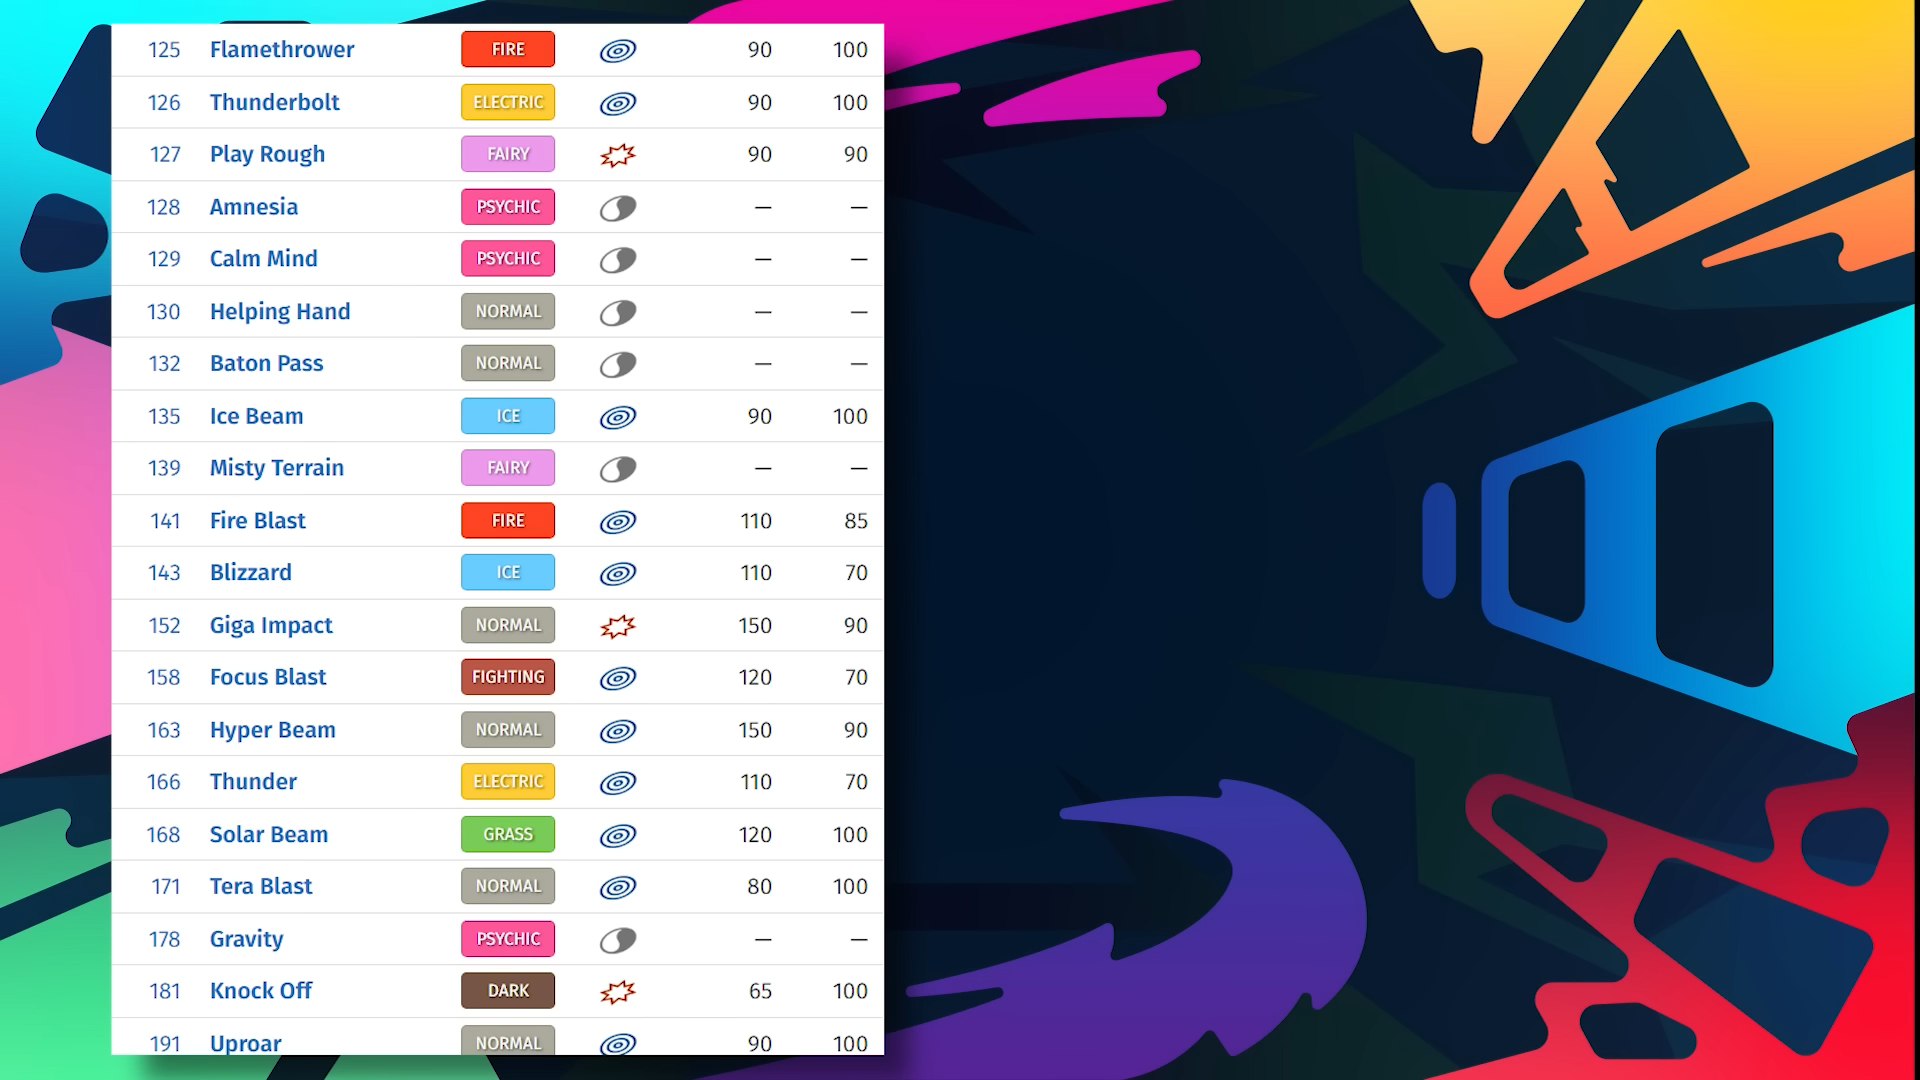 125 Flamethrower FIRE 90 100
126 Thunderbolt ELECTRIC 90 100
127 Play Rough FAIRY 90 90
128 Amnesia PSYCHIC — —
129 Calm Mind PSYCHIC — —
130 Helping Hand NORMAL — —
132 Baton Pass NORMAL — —
135 Ice Beam ICE 90 100
139 Misty Terrain FAIRY — —
141 Fire Blast FIRE 110 85
143 Blizzard ICE 110 70
152 Giga Impact NORMAL 150 90
158 Focus Blast FIGHTING 120 70
163 Hyper Beam NORMAL 150 90
166 Thunder ELECTRIC 110 70
168 Solar Beam GRASS 120 100
171 Tera Blast NORMAL 80 100
178 Gravity PSYCHIC — —
181 Knock Off DARK 65 100
191 Uproar NORMAL 90 100